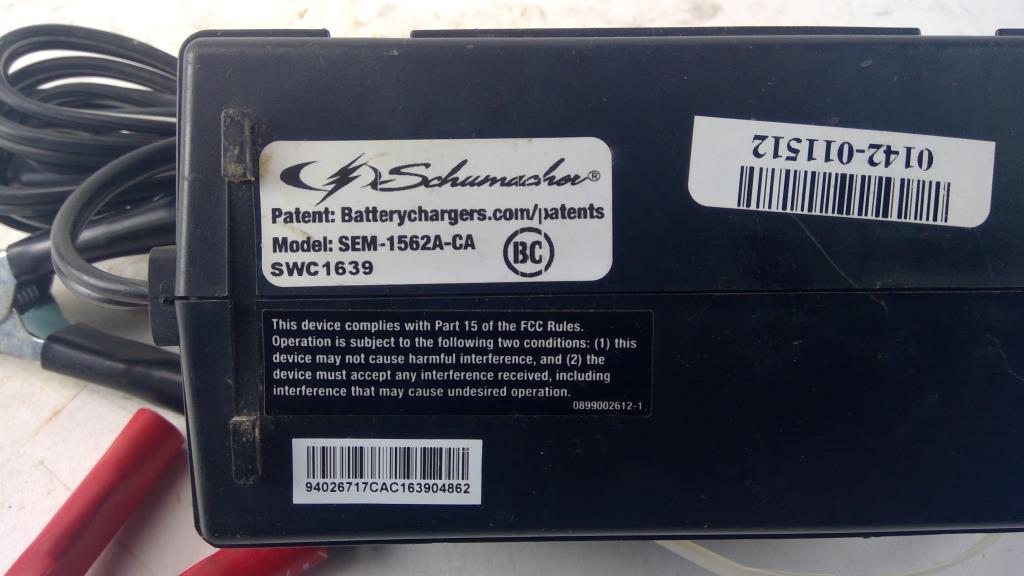 Schumacher®
Patent: Batterychargers.com/patents
Model: SEM-1562A-CA
SWC1639
BC
0142-011512
This device complies with Part 15 of the FCC Rules.
Operation is subject to the following two conditions: (1) this
device may not cause harmful interference, and (2) the
device must accept any interference received, including
interference that may cause undesired operation.
0899002612-1
94026717CAC163904862